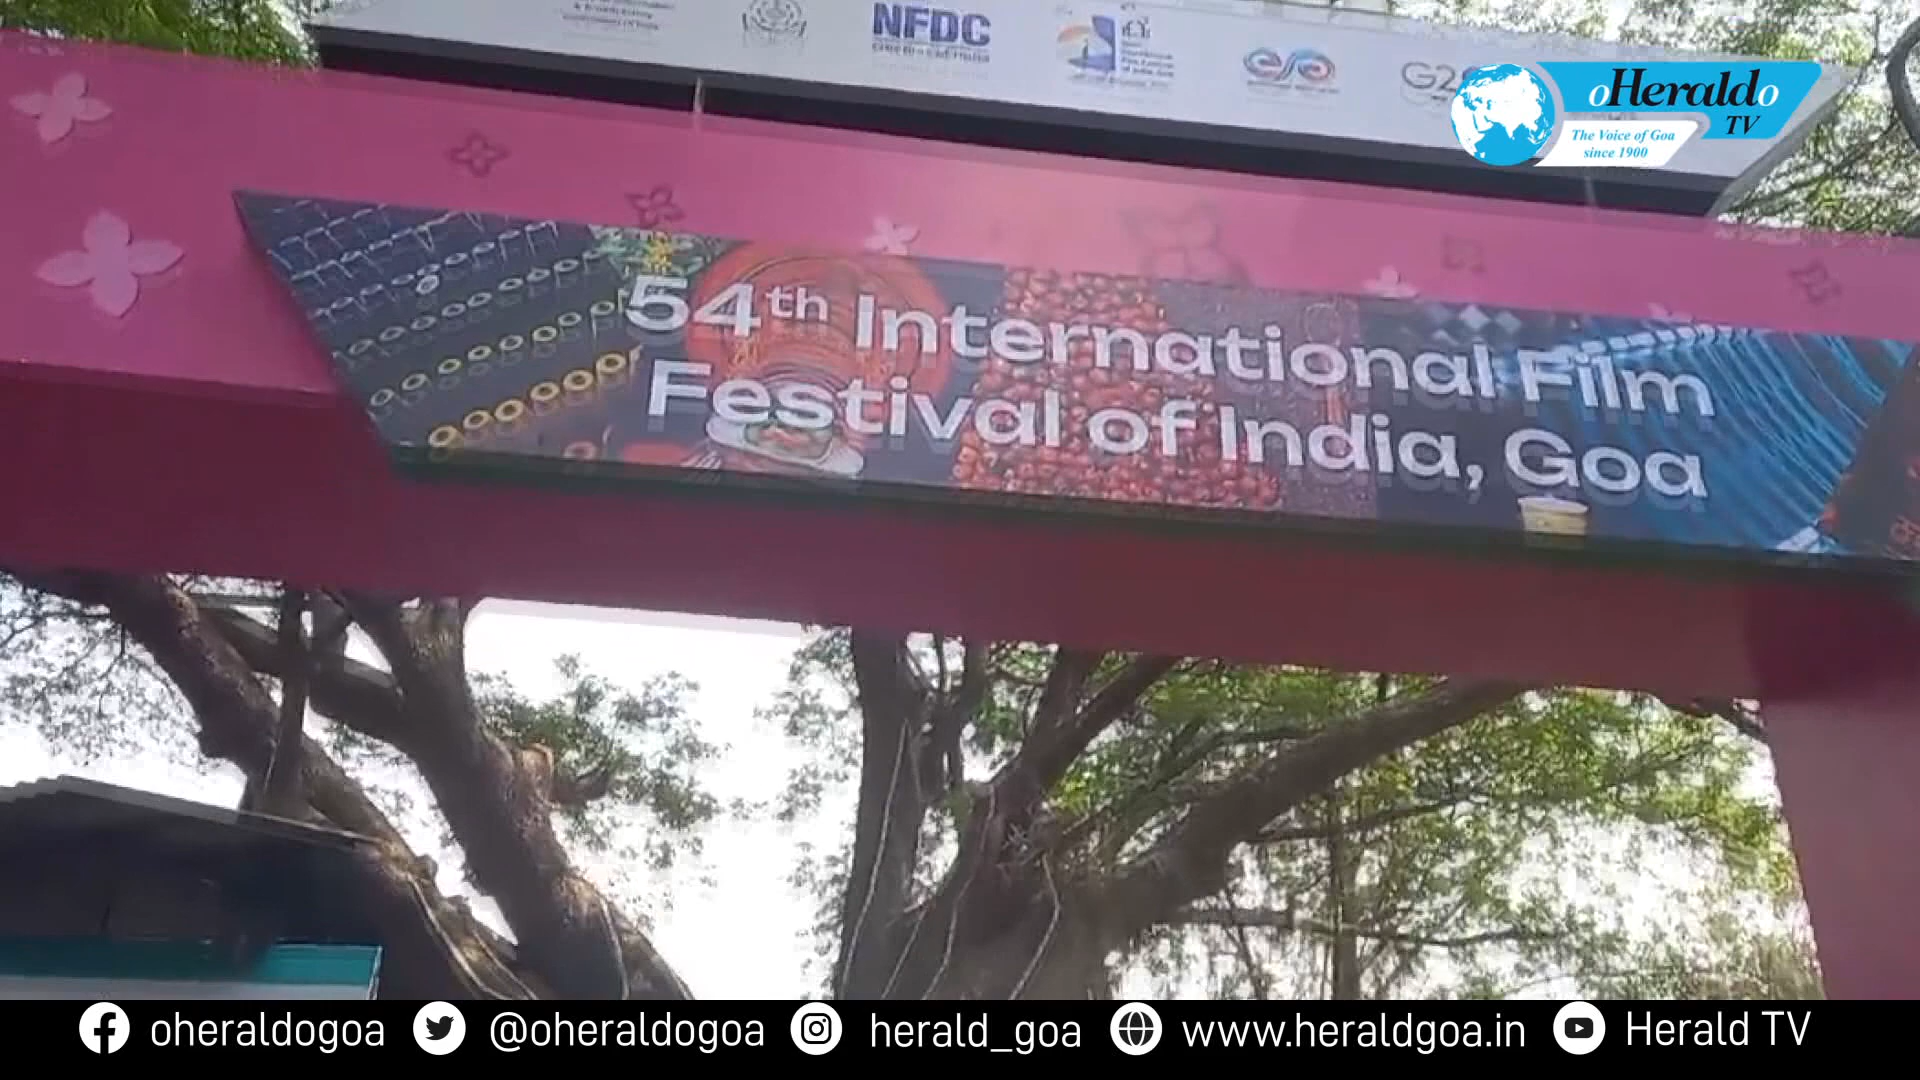 NFDC
G2
oHeraldo
TV
The Voice of Goa
since 1900
54th International Film
Festival of India, Goa
oheraldogoa
@oheraldogoa
herald_goa
www.heraldgoa.in
Herald TV